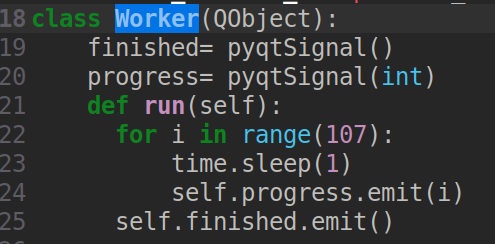 18 class Worker(QObject):
19     finished= pyqtSignal()
20     progress= pyqtSignal(int)
21     def run(self):
22       for i in range(107):
23           time.sleep(1)
24           self.progress.emit(i)
25       self.finished.emit()